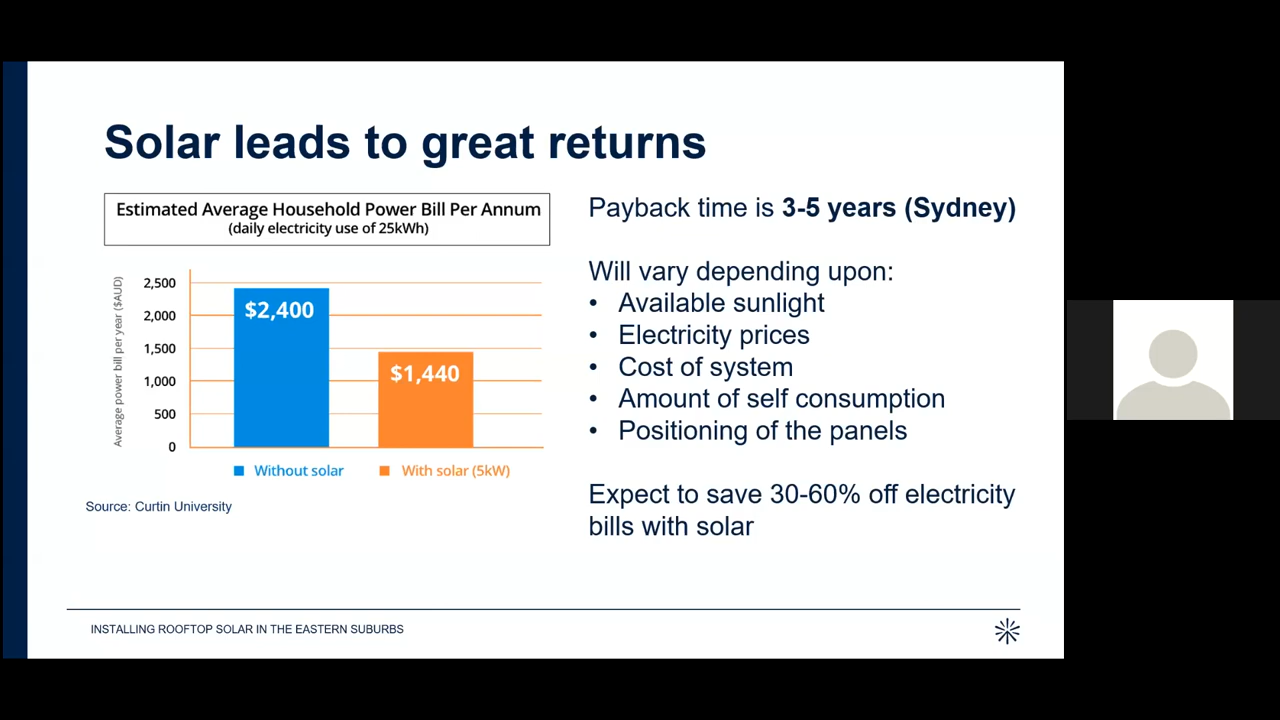 Solar leads to great returns
Estimated Average Household Power Bill Per Annum
(daily electricity use of 25kWh)
Average power bill per year ($AUD)
2,500
2,000
1,500
1,000
500
0
$2,400
$1,440
Without solar
With solar (5kW)
Source: Curtin University
Payback time is 3-5 years (Sydney)
Will vary depending upon:
• Available sunlight
• Electricity prices
• Cost of system
• Amount of self consumption
• Positioning of the panels
Expect to save 30-60% off electricity
bills with solar
INSTALLING ROOFTOP SOLAR IN THE EASTERN SUBURBS